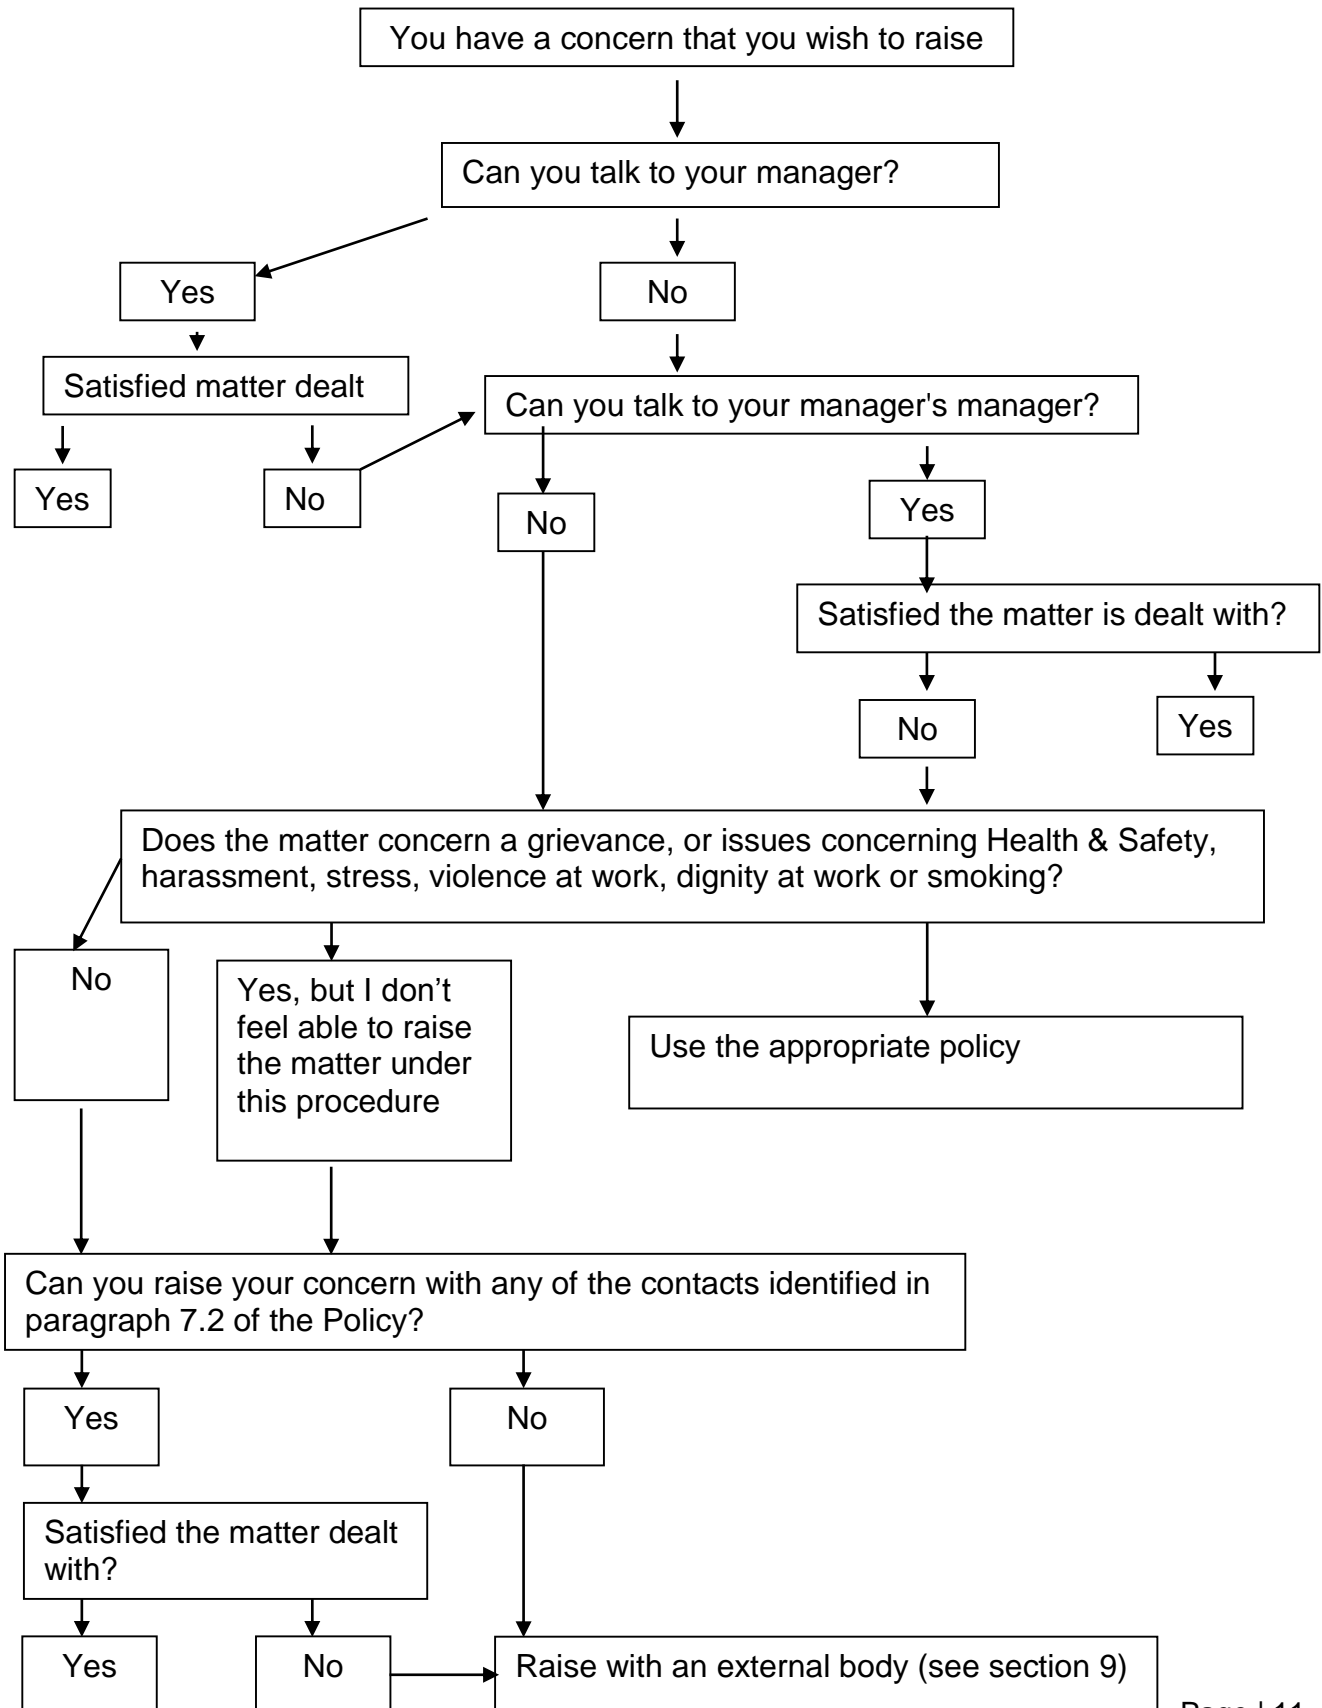 You have a concern that you wish to raise
Can you talk to your manager?
Yes
No
Satisfied matter dealt
Can you talk to your manager's manager?
Yes
No
No
Yes
Satisfied the matter is dealt with?
No
Yes
Does the matter concern a grievance, or issues concerning Health & Safety,
harassment, stress, violence at work, dignity at work or smoking?
No
Yes, but I don’t
feel able to raise
the matter under
this procedure
Use the appropriate policy
Can you raise your concern with any of the contacts identified in
paragraph 7.2 of the Policy?
Yes
No
Satisfied the matter dealt
with?
Yes
No
Raise with an external body (see section 9)
Page | 11